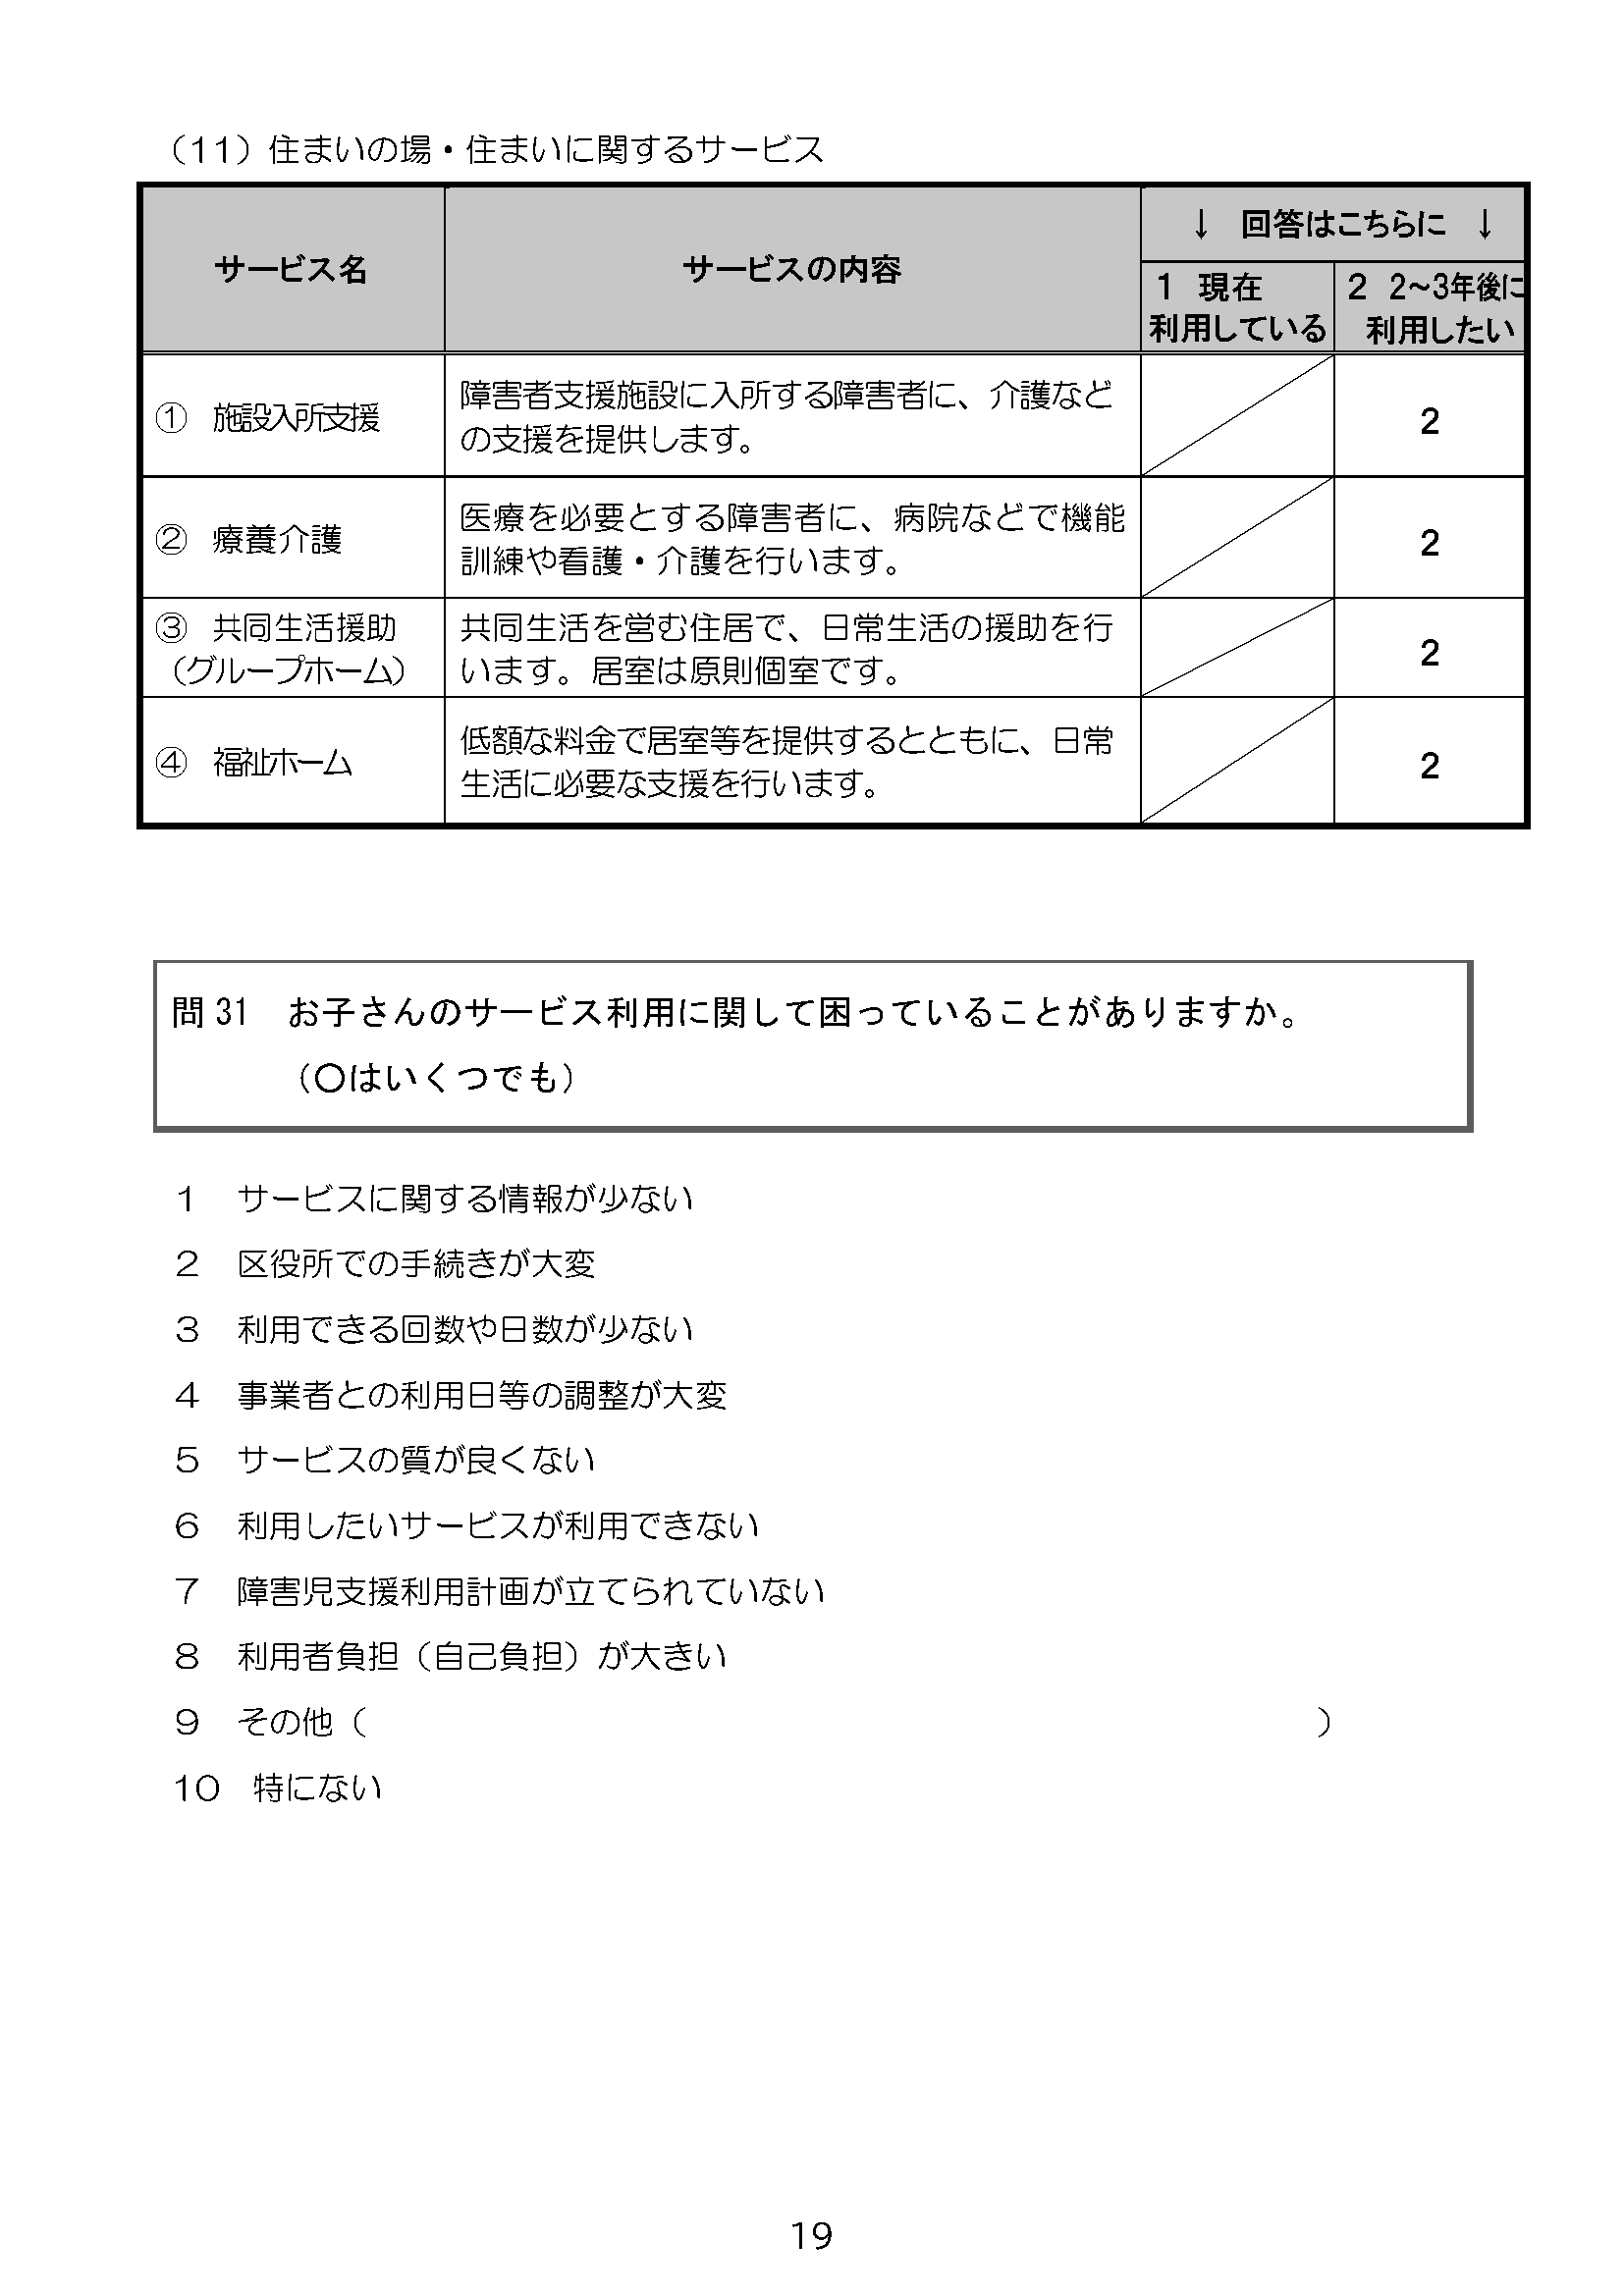 （11）住まいの場・住まいに関するサービス
サービス名
サービスの内容
↓　回答はこちらに　↓
1　現在
利用している
2　2～3年後に
利用したい
①　施設入所支援
障害者支援施設に入所する障害者に、介護など
の支援を提供します。
2
②　療養介護
医療を必要とする障害者に、病院などで機能
訓練や看護・介護を行います。
2
③　共同生活援助
（グループホーム）
共同生活を営む住居で、日常生活の援助を行
います。居室は原則個室です。
2
④　福祉ホーム
低額な料金で居室等を提供するとともに、日常
生活に必要な支援を行います。
2
問 31　お子さんのサービス利用に関して困っていることがありますか。
（〇はいくつでも）
1　サービスに関する情報が少ない
2　区役所での手続きが大変
3　利用できる回数や日数が少ない
4　事業者との利用日等の調整が大変
5　サービスの質が良くない
6　利用したいサービスが利用できない
7　障害児支援利用計画が立てられていない
8　利用者負担（自己負担）が大きい
9　その他（　　　　　　　　　　　　　　　　　　　　　　　　　　　　　）
10　特にない
19